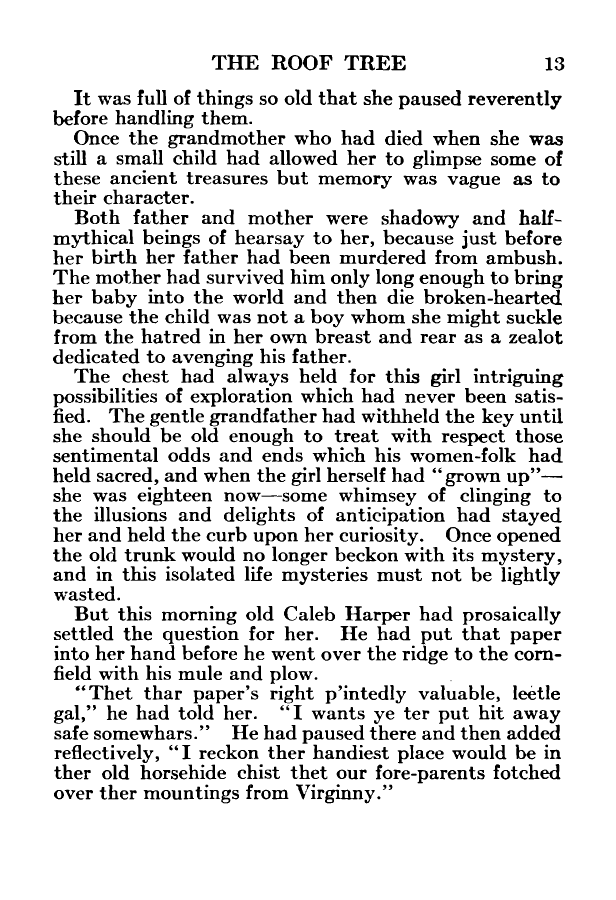 THE ROOF TREE 13
It was full of things so old that she paused reverently
before handling them.
Once the grandmother who had died when she was
still a small child had allowed her to glimpse some of
these ancient treasures but memory was vague as to
their character.
Both father and mother were shadowy and half-
mythical beings of hearsay to her, because just before
her birth her father had been murdered from ambush.
The mother had survived him only long enough to bring
her baby into the world and then die broken-hearted
because the child was not a boy whom she might suckle
from the hatred in her own breast and rear as a zealot
dedicated to avenging his father.
The chest had always held for this girl intriguing
possibilities of exploration which had never been satis-
fied. The gentle grandfather had withheld the key until
she should be old enough to treat with respect those
sentimental odds and ends which his women-folk had
held sacred, and when the girl herself had "grown up"—
she was eighteen now—some whimsey of clinging to
the illusions and delights of anticipation had stayed
her and held the curb upon her curiosity. Once opened
the old trunk would no longer beckon with its mystery,
and in this isolated life mysteries must not be lightly
wasted.
But this morning old Caleb Harper had prosaically
settled the question for her. He had put that paper
into her hand before he went over the ridge to the corn-
field with his mule and plow.
"Thet thar paper's right p'intedly valuable, leetle
gal," he had told her. "I wants ye ter put hit away
safe somewhars." He had paused there and then added
reflectively, "I reckon ther handiest place would be in
ther old horsehide chist thet our fore-parents fotched
over ther mountings from Virginny."